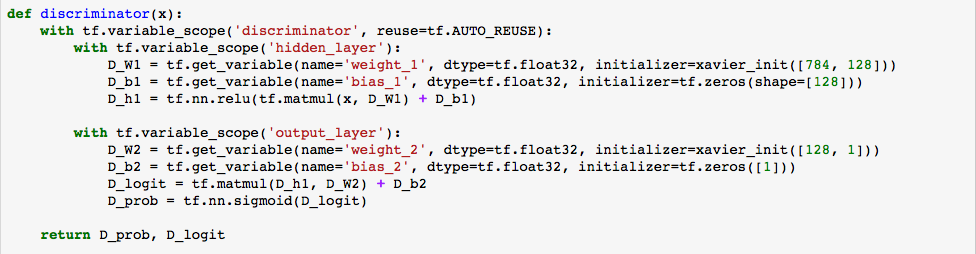 def discriminator(x):
    with tf.variable_scope('discriminator', reuse=tf.AUTO_REUSE):
        with tf.variable_scope('hidden_layer'):
            D_W1 = tf.get_variable(name='weight_1', dtype=tf.float32, initializer=xavier_init([784, 128]))
            D_b1 = tf.get_variable(name='bias_1', dtype=tf.float32, initializer=tf.zeros(shape=[128]))
            D_h1 = tf.nn.relu(tf.matmul(x, D_W1) + D_b1)

        with tf.variable_scope('output_layer'):
            D_W2 = tf.get_variable(name='weight_2', dtype=tf.float32, initializer=xavier_init([128, 1]))
            D_b2 = tf.get_variable(name='bias_2', dtype=tf.float32, initializer=tf.zeros([1]))
            D_logit = tf.matmul(D_h1, D_W2) + D_b2
            D_prob = tf.nn.sigmoid(D_logit)

    return D_prob, D_logit